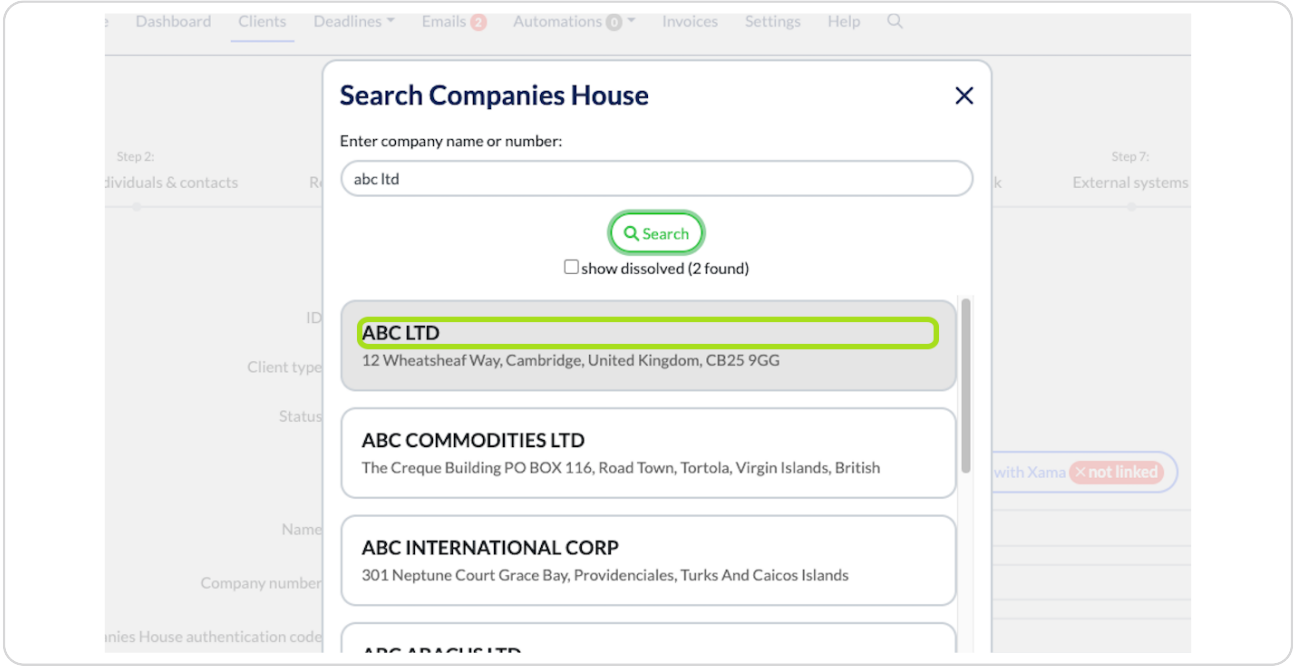 Dashboard Clients Deadlines Emails 2 Automations 0 Invoices Settings Help
Search Companies House
Enter company name or number:
abc ltd
Search
show dissolved (2 found)
ABC LTD
12 Wheatsheaf Way, Cambridge, United Kingdom, CB25 9GG
ABC COMMODITIES LTD
The Creque Building PO BOX 116, Road Town, Tortola, Virgin Islands, British
ABC INTERNATIONAL CORP
301 Neptune Court Grace Bay, Providenciales, Turks And Caicos Islands
ABC ABACUS LTD
Step 2:
dividuals & contacts
Step 7:
External systems
ID
Client type
Status
with Xama not linked
Name
Company number
nies House authentication code